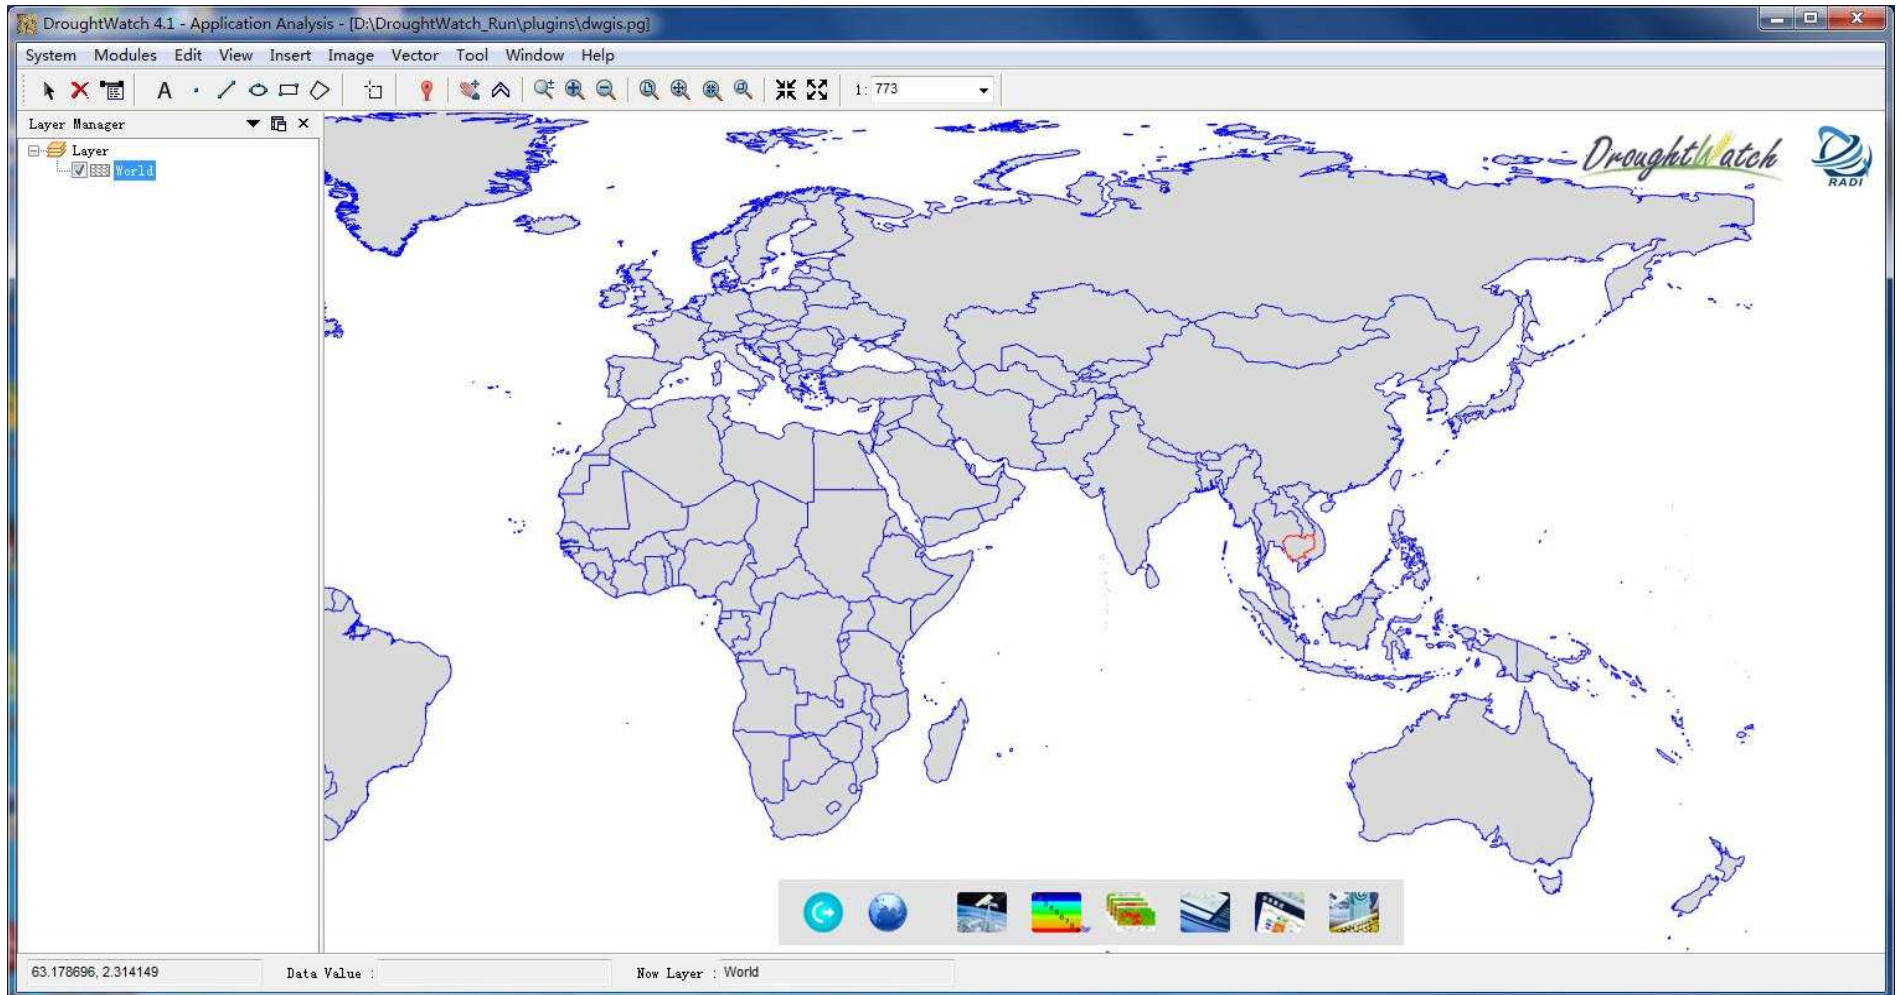 DroughtWatch 4.1 - Application Analysis - [D:\DroughtWatch_Run\plugins\dwgis.pg]
System Modules Edit View Insert Image Vector Tool Window Help
A 1: 773
Layer Manager
Layer
World
DroughtWatch
RADI
63.178696, 2.314149 Data Value : Now Layer : World